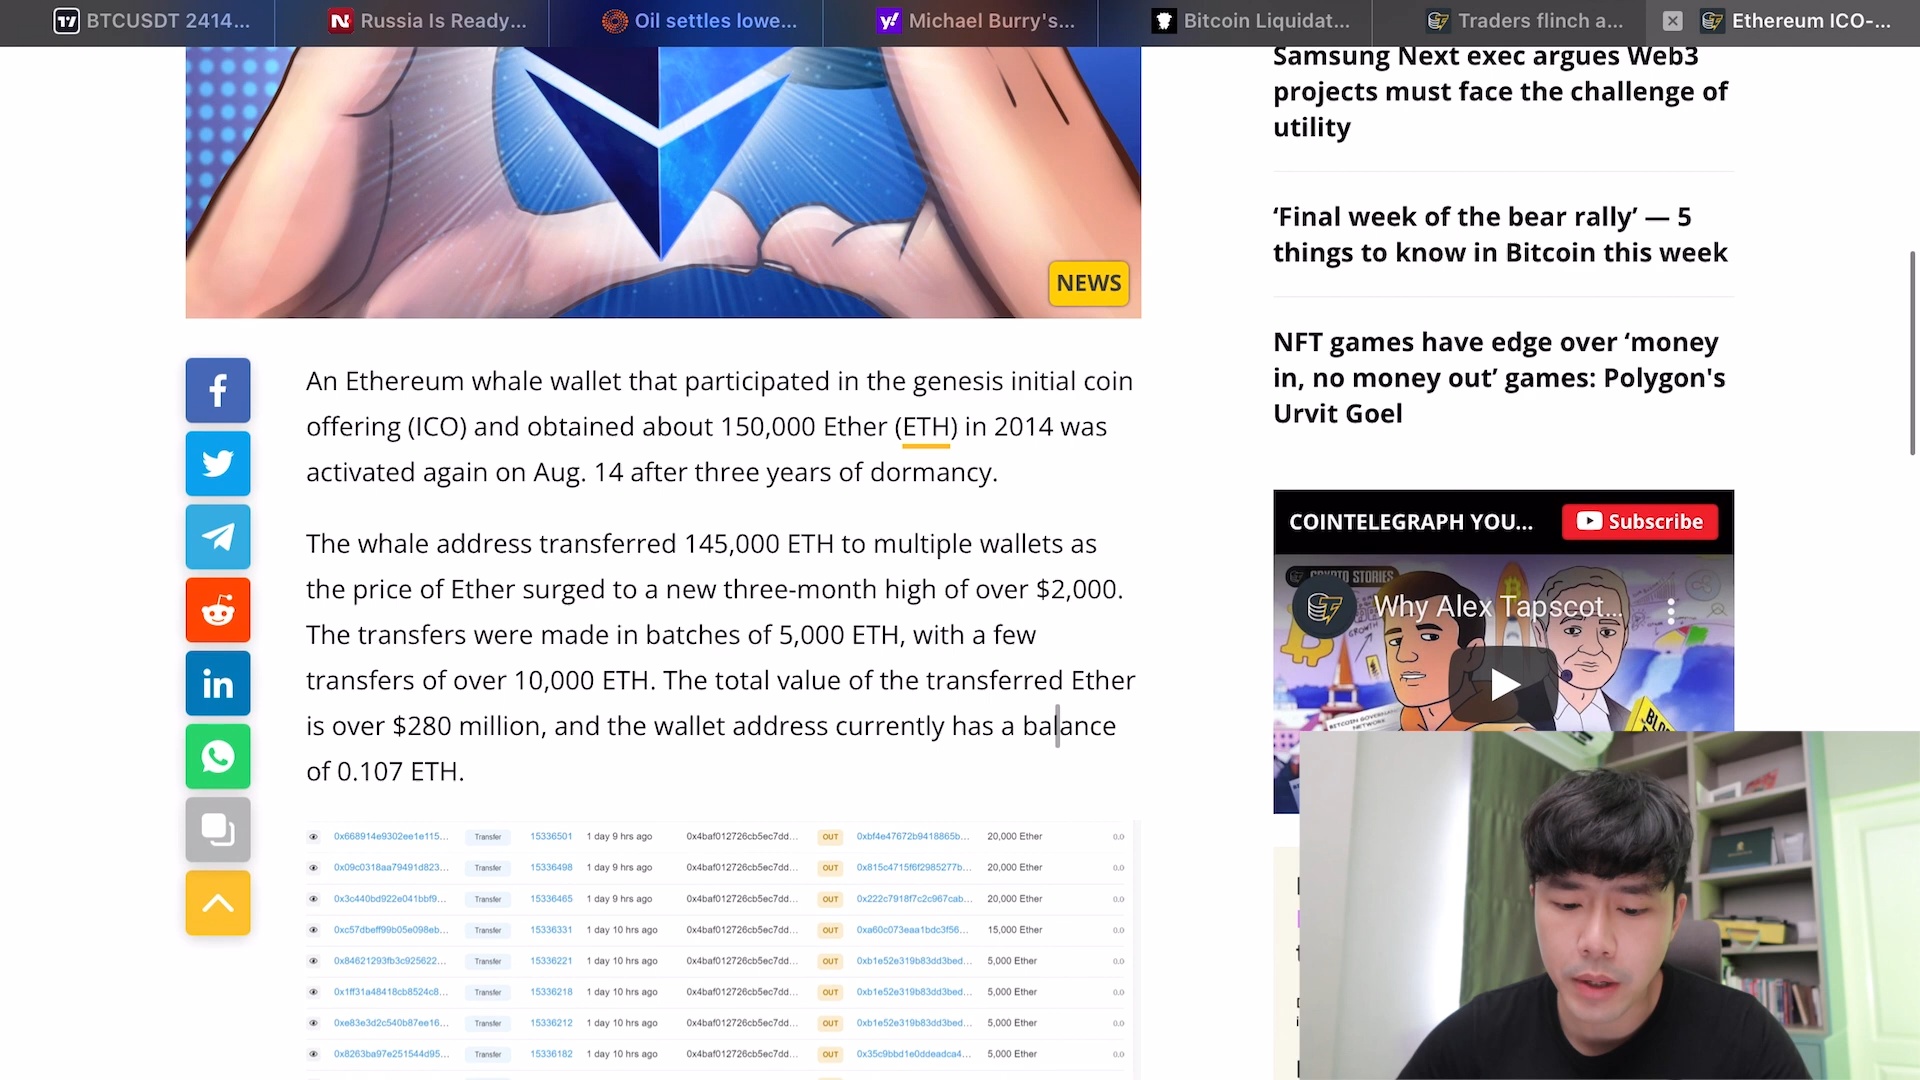 BTCUSDT 2414...
Russia Is Ready...
Oil settles lowe...
Michael Burry's...
Bitcoin Liquidat...
Traders flinch a...
Ethereum ICO-...
NEWS
An Ethereum whale wallet that participated in the genesis initial coin
offering (ICO) and obtained about 150,000 Ether (ETH) in 2014 was
activated again on Aug. 14 after three years of dormancy.
The whale address transferred 145,000 ETH to multiple wallets as
the price of Ether surged to a new three-month high of over $2,000.
The transfers were made in batches of 5,000 ETH, with a few
transfers of over 10,000 ETH. The total value of the transferred Ether
is over $280 million, and the wallet address currently has a balance
of 0.107 ETH.
0x668914e9302ee1e115... Transfer 15336501 1 day 9 hrs ago 0x4baf012726cb5ec7dd... OUT 0xbf4e47672b9418865b... 20,000 Ether 0.0
0x09c0318aa79491d823... Transfer 15336498 1 day 9 hrs ago 0x4baf012726cb5ec7dd... OUT 0x815c4715f6f2985277b... 20,000 Ether 0.0
0x3c440bd922e041bbf9... Transfer 15336465 1 day 9 hrs ago 0x4baf012726cb5ec7dd... OUT 0x222c7918f7c2c967cab... 20,000 Ether 0.0
0xc57dbeff99b05e098eb... Transfer 15336331 1 day 10 hrs ago 0x4baf012726cb5ec7dd... OUT 0xa60c073eaa1bdc3f56... 15,000 Ether 0.0
0x84621293fb3c925622... Transfer 15336221 1 day 10 hrs ago 0x4baf012726cb5ec7dd... OUT 0xb1e52e319b83dd3bed... 5,000 Ether 0.0
0x1ff31a48418cb8524c8... Transfer 15336218 1 day 10 hrs ago 0x4baf012726cb5ec7dd... OUT 0xb1e52e319b83dd3bed... 5,000 Ether 0.0
0xe83e3d2c540b87ee16... Transfer 15336212 1 day 10 hrs ago 0x4baf012726cb5ec7dd... OUT 0xb1e52e319b83dd3bed... 5,000 Ether 0.0
0x8263ba97e251544d95... Transfer 15336182 1 day 10 hrs ago 0x4baf012726cb5ec7dd... OUT 0x35c9bbd1e0ddeadca4... 5,000 Ether 0.0
Samsung Next exec argues Web3
projects must face the challenge of
utility
‘Final week of the bear rally’ — 5
things to know in Bitcoin this week
NFT games have edge over ‘money
in, no money out’ games: Polygon's
Urvit Goel
COINTELEGRAPH YOU...
Subscribe
CRYPTO STORIES
Why Alex Tapscot...